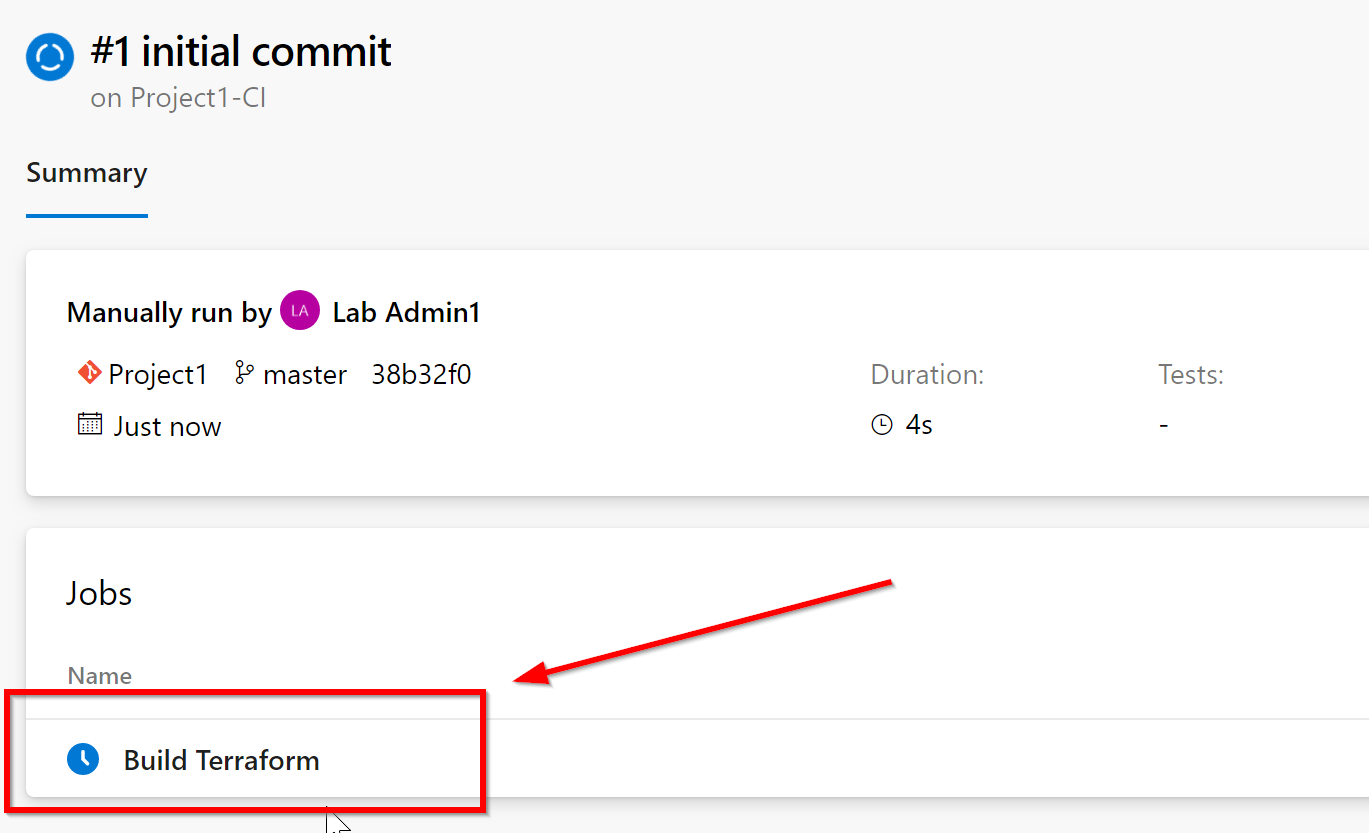 #1 initial commit
on Project1-CI
Summary
Manually run by LA Lab Admin1
Project1 master 38b32f0
Just now
Duration:
4s
Tests:
-
Jobs
Name
Build Terraform